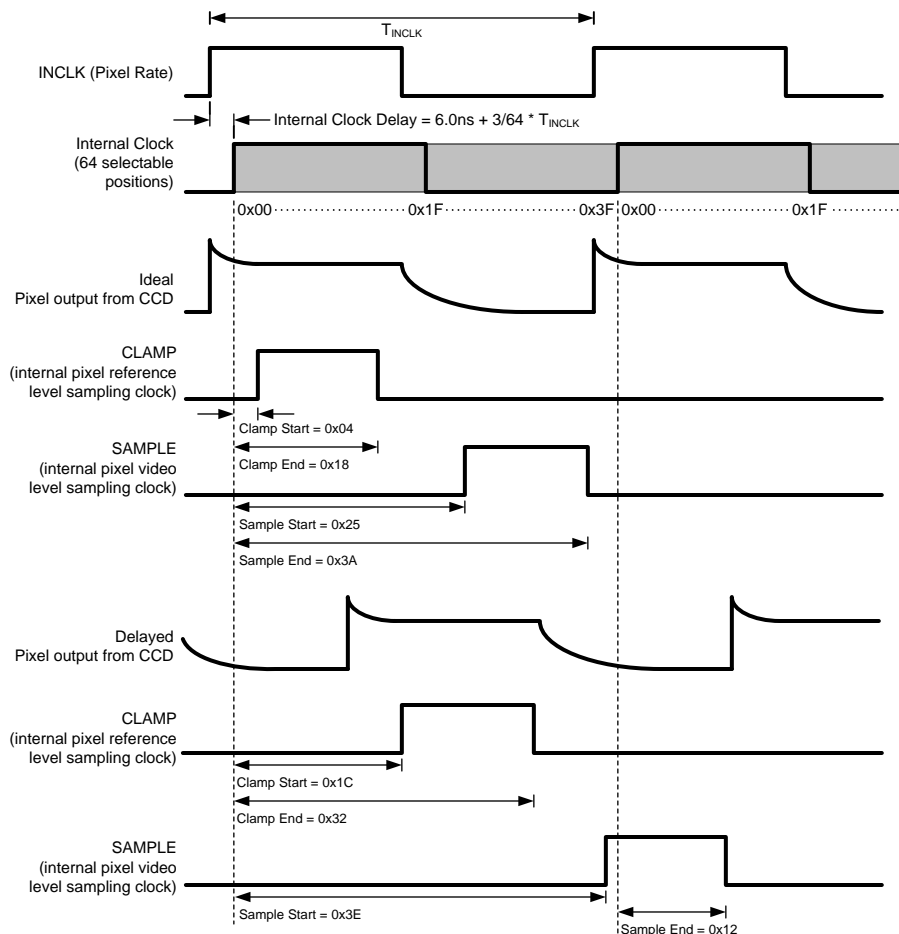 T_INCLK
INCLK (Pixel Rate)
Internal Clock Delay = 6.0ns + 3/64 * T_INCLK
Internal Clock
(64 selectable
positions)
0x00 0x1F 0x3F 0x00 0x1F
Ideal
Pixel output from CCD
CLAMP
(internal pixel reference
level sampling clock)
Clamp Start = 0x04
Clamp End = 0x18
SAMPLE
(internal pixel video
level sampling clock)
Sample Start = 0x25
Sample End = 0x3A
Delayed
Pixel output from CCD
CLAMP
(internal pixel reference
level sampling clock)
Clamp Start = 0x1C
Clamp End = 0x32
SAMPLE
(internal pixel video
level sampling clock)
Sample Start = 0x3E
Sample End = 0x12